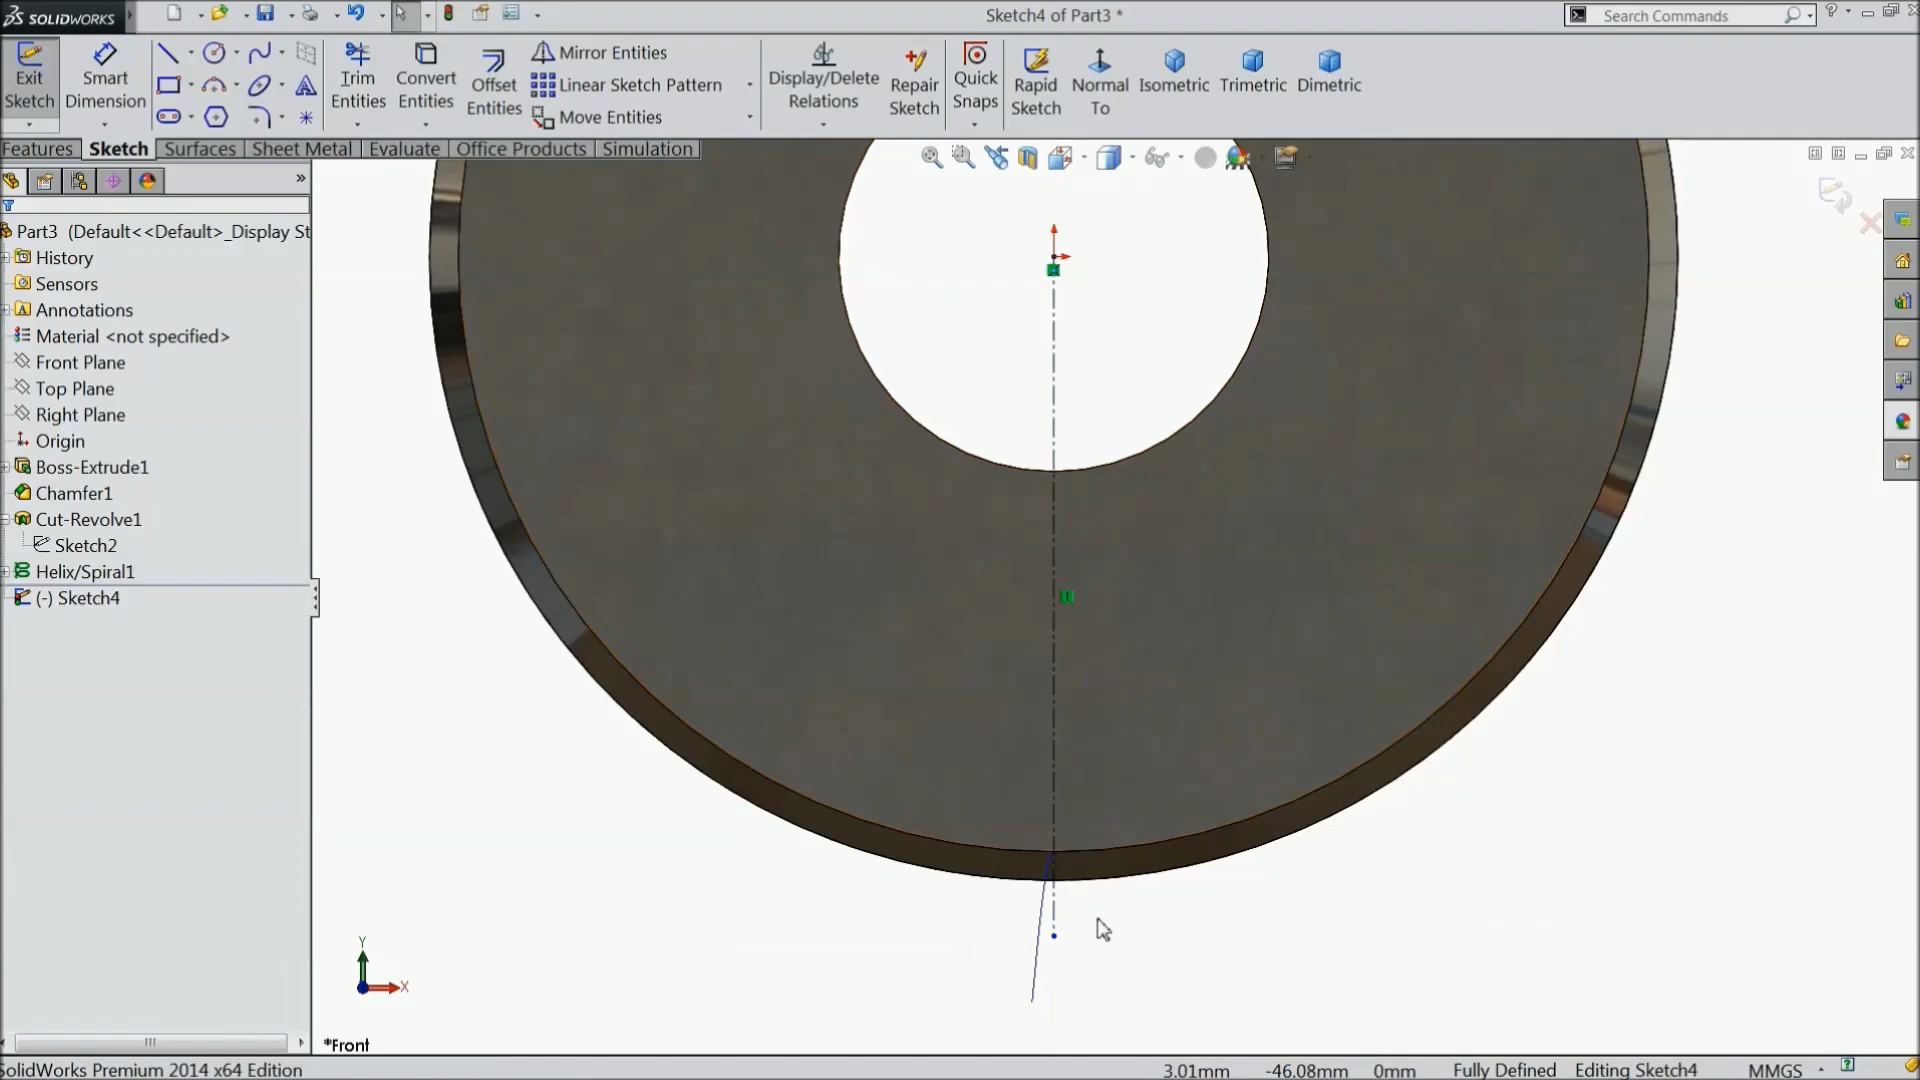 SOLIDWORKS
Sketch4 of Part3 *
Search Commands
Exit Sketch
Smart Dimension
Trim Entities
Convert Entities
Offset Entities
Mirror Entities
Linear Sketch Pattern
Move Entities
Display/Delete Relations
Repair Sketch
Quick Snaps
Rapid Sketch
Normal To
Isometric
Trimetric
Dimetric
Features
Sketch
Surfaces
Sheet Metal
Evaluate
Office Products
Simulation
Part3 (Default<<Default>_Display St
History
Sensors
Annotations
Material <not specified>
Front Plane
Top Plane
Right Plane
Origin
Boss-Extrude1
Chamfer1
Cut-Revolve1
Sketch2
Helix/Spiral1
(-) Sketch4
Y
X
*Front
SolidWorks Premium 2014 x64 Edition
3.01mm
-46.08mm
0mm
Fully Defined
Editing Sketch4
MMGS